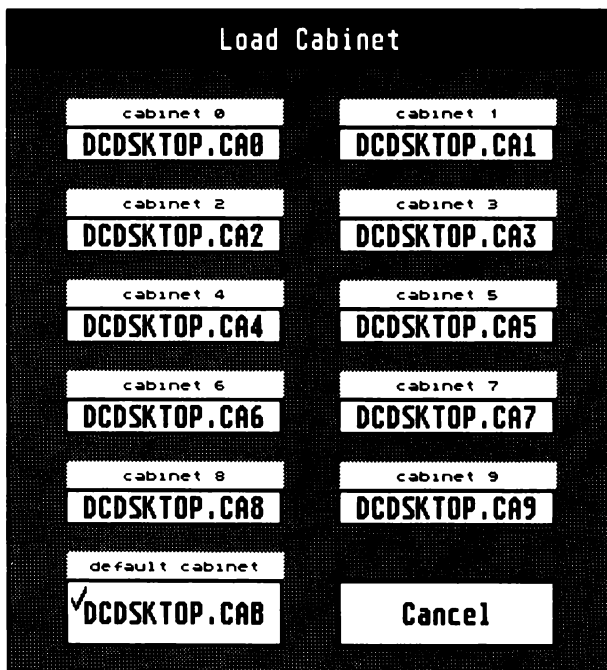 Load Cabinet
cabinet 0
cabinet 1
DCDSKTOP.CA0
DCDSKTOP.CA1
cabinet 2
cabinet 3
DCDSKTOP.CA2
DCDSKTOP.CA3
cabinet 4
cabinet 5
DCDSKTOP.CA4
DCDSKTOP.CA5
cabinet 6
cabinet 7
DCDSKTOP.CA6
DCDSKTOP.CA7
cabinet 8
cabinet 9
DCDSKTOP.CA8
DCDSKTOP.CA9
default cabinet
✓DCDSKTOP.CAB
Cancel